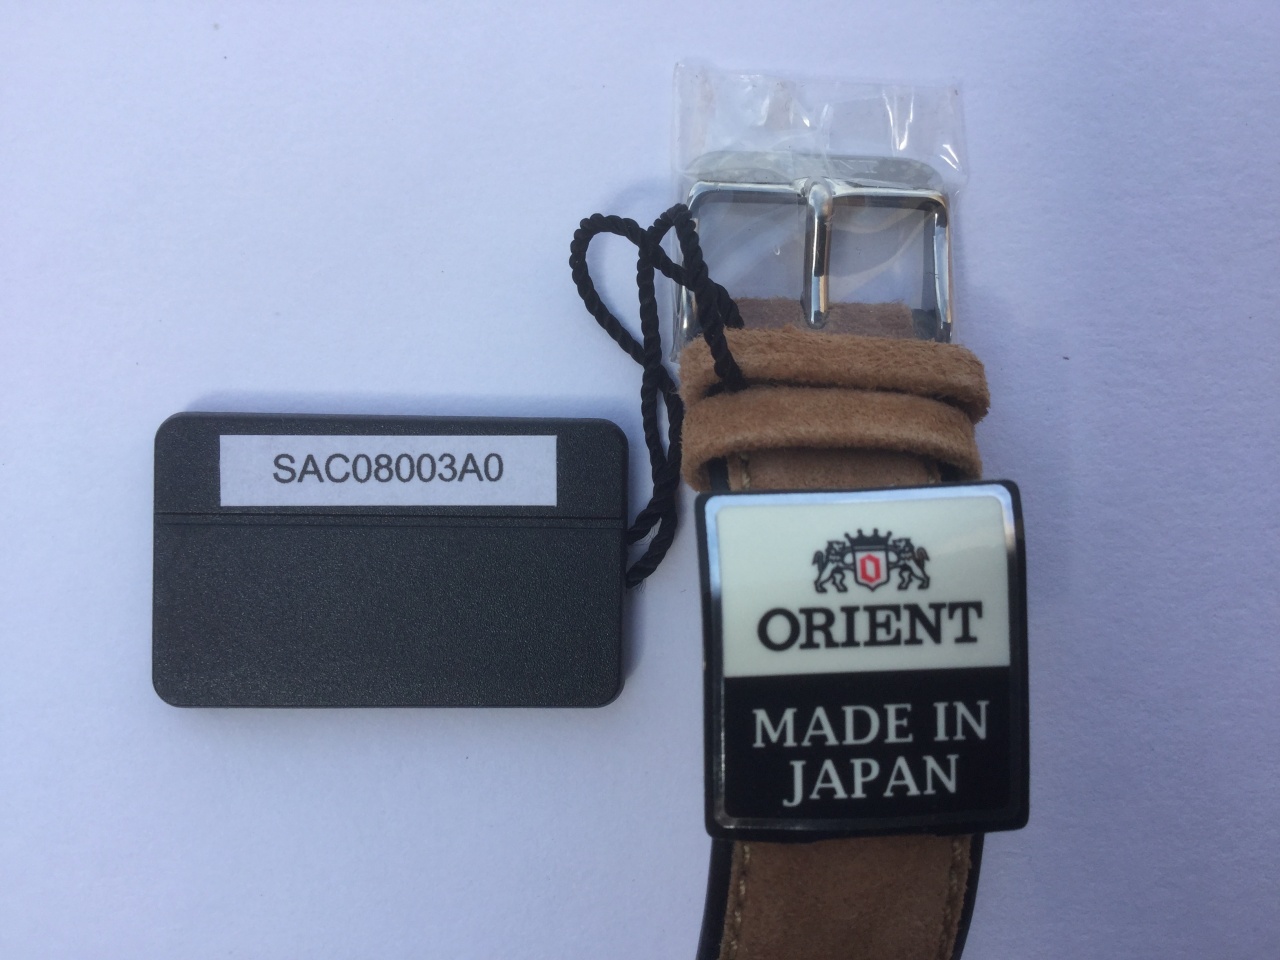 SAC08003A0
ORIENT
MADE IN
JAPAN